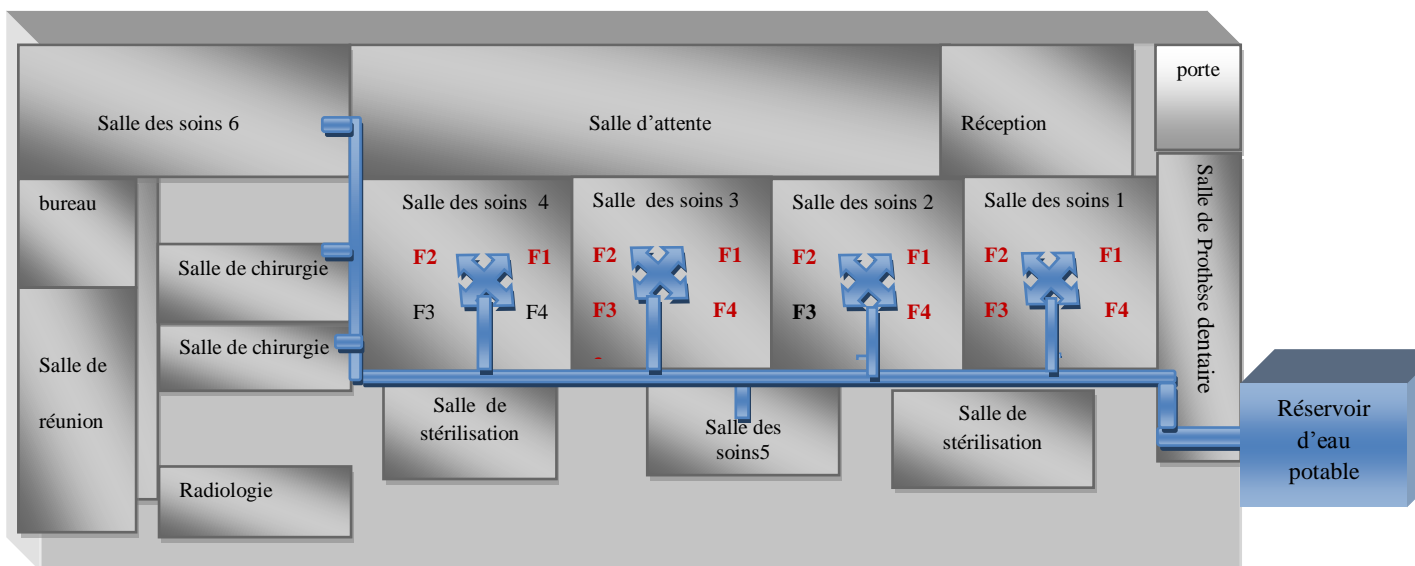 porte
Salle des soins 6
Salle d’attente
Réception
Salle de Prothèse dentaire
bureau
Salle des soins 4
Salle des soins 3
Salle des soins 2
Salle des soins 1
F2 F1
F3 F4
F2 F1
F3 F4
F2 F1
F3 F4
F2 F1
F3 F4
Salle de chirurgie
Salle de chirurgie
Salle de
réunion
Radiologie
Salle de
stérilisation
Salle des
soins5
Salle de
stérilisation
Réservoir
d’eau
potable